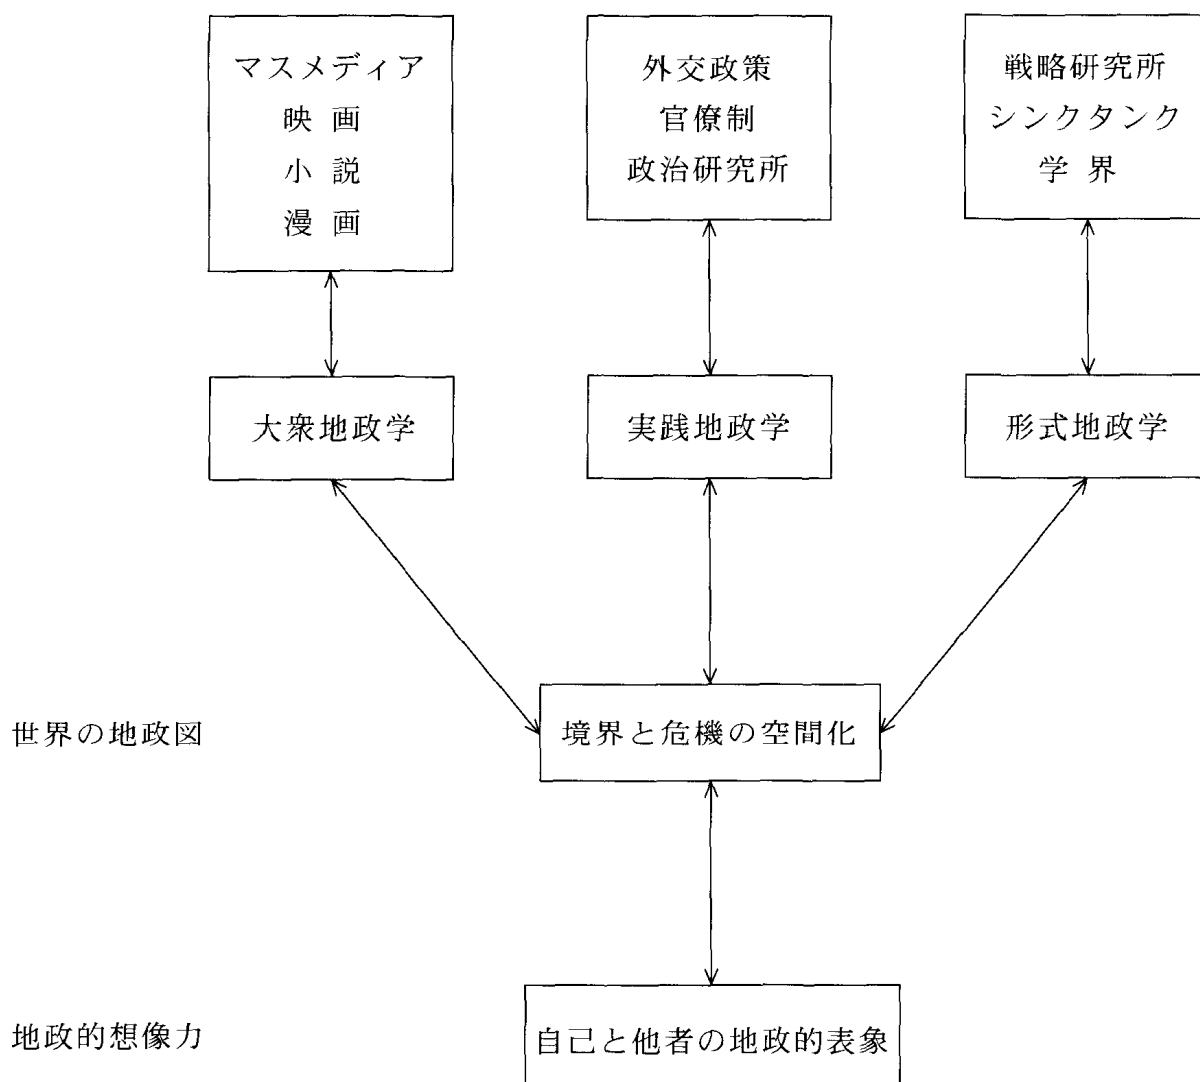 マスメディア
映 画
小 説
漫 画
外交政策
官僚制
政治研究所
戦略研究所
シンクタンク
学 界
大衆地政学
実践地政学
形式地政学
世界の地政図
境界と危機の空間化
地政的想像力
自己と他者の地政的表象